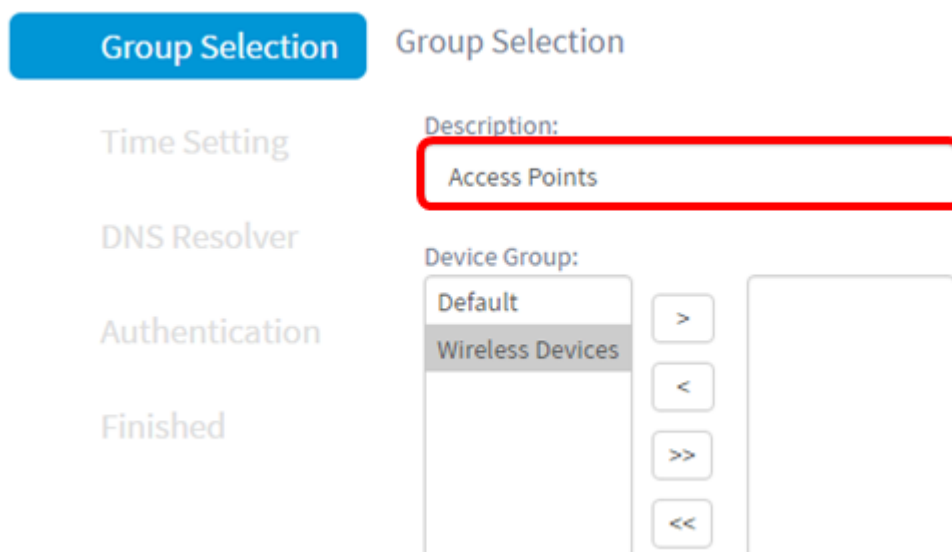 Group Selection
Time Setting
DNS Resolver
Authentication
Finished
Group Selection
Description:
Access Points
Device Group:
Default
Wireless Devices
>
<
>>
<<